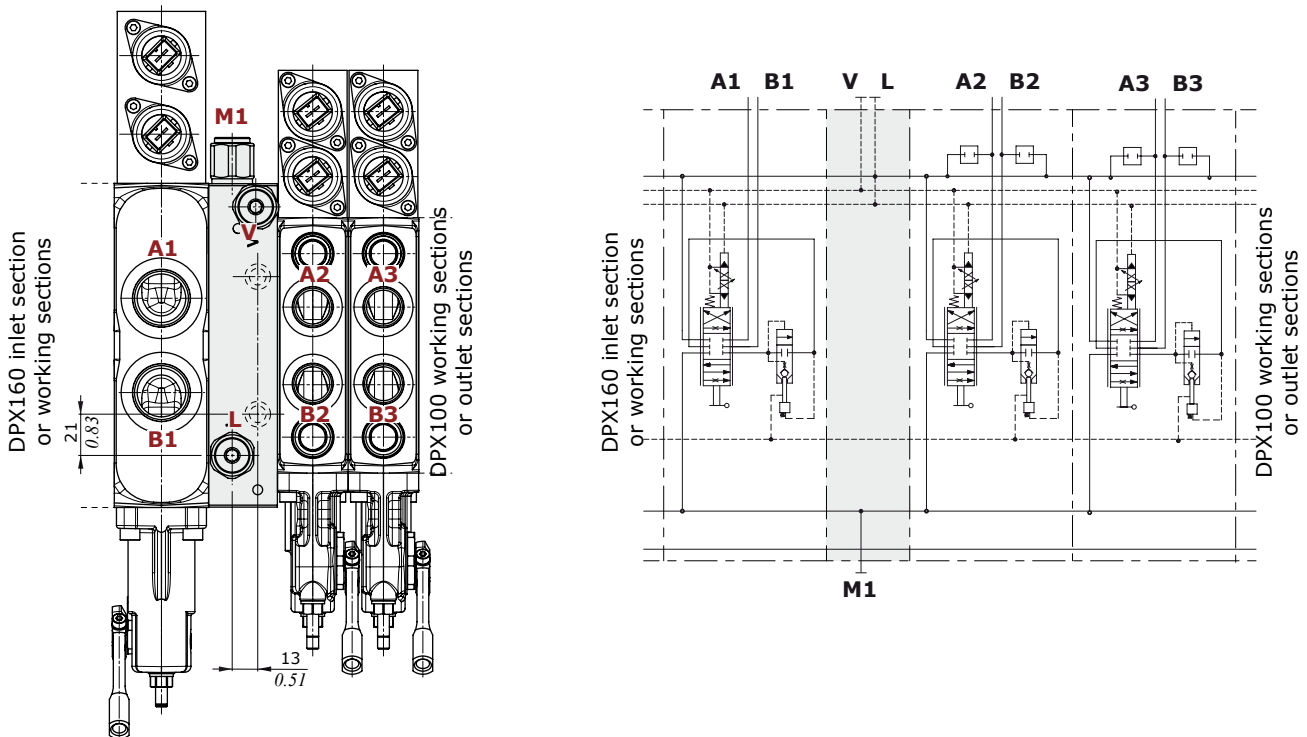 M1
V
A1
A2
A3
B1
L
B2
B3
21
0.83
13
0.51
DPX160 inlet section
or working sections
DPX100 working sections
or outlet sections
A1 B1 V L A2 B2 A3 B3
DPX160 inlet section
or working sections
DPX100 working sections
or outlet sections
M1